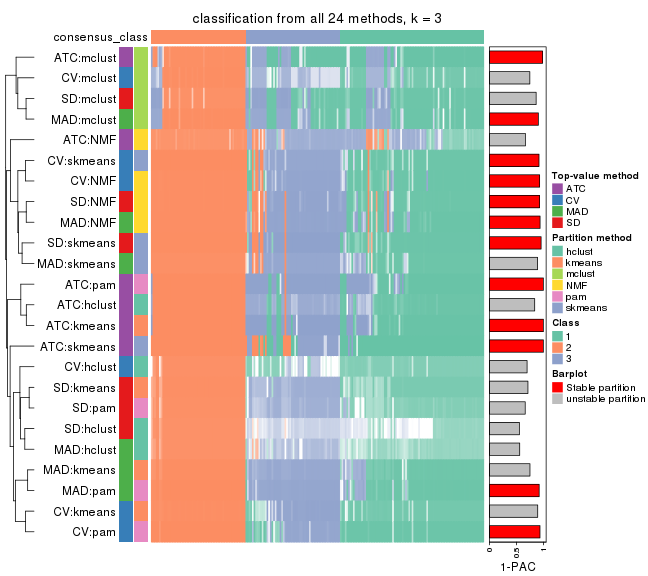 classification from all 24 methods, k = 3
consensus_class
ATC:mclust
CV:mclust
SD:mclust
MAD:mclust
ATC:NMF
CV:skmeans
CV:NMF
SD:NMF
MAD:NMF
SD:skmeans
MAD:skmeans
ATC:pam
ATC:hclust
ATC:kmeans
ATC:skmeans
CV:hclust
SD:kmeans
SD:pam
SD:hclust
MAD:hclust
MAD:kmeans
MAD:pam
CV:kmeans
CV:pam
0 0.5 1
1-PAC
Top-value method
ATC
CV
MAD
SD
Partition method
hclust
kmeans
mclust
NMF
pam
skmeans
Class
1
2
3
Barplot
Stable partition
unstable partition